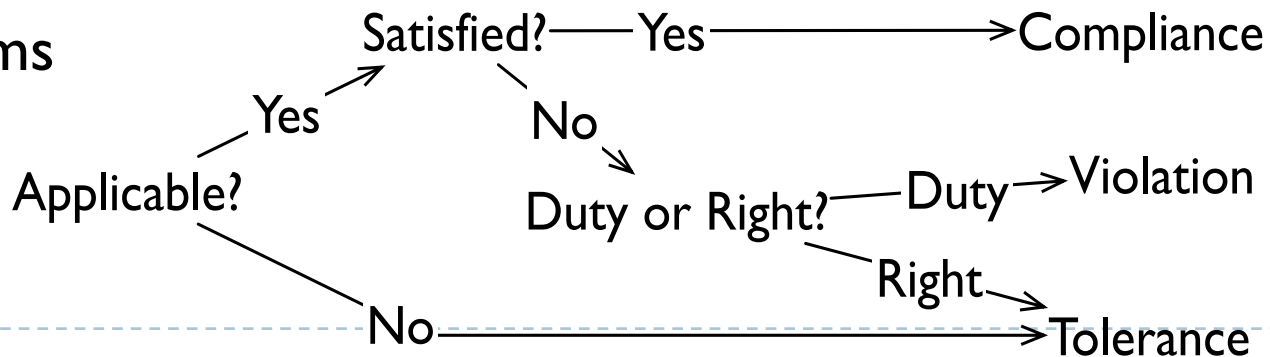 Satisfied? Yes Compliance
ms
Yes
No
Applicable?
Duty or Right? Duty Violation
Right
No Tolerance